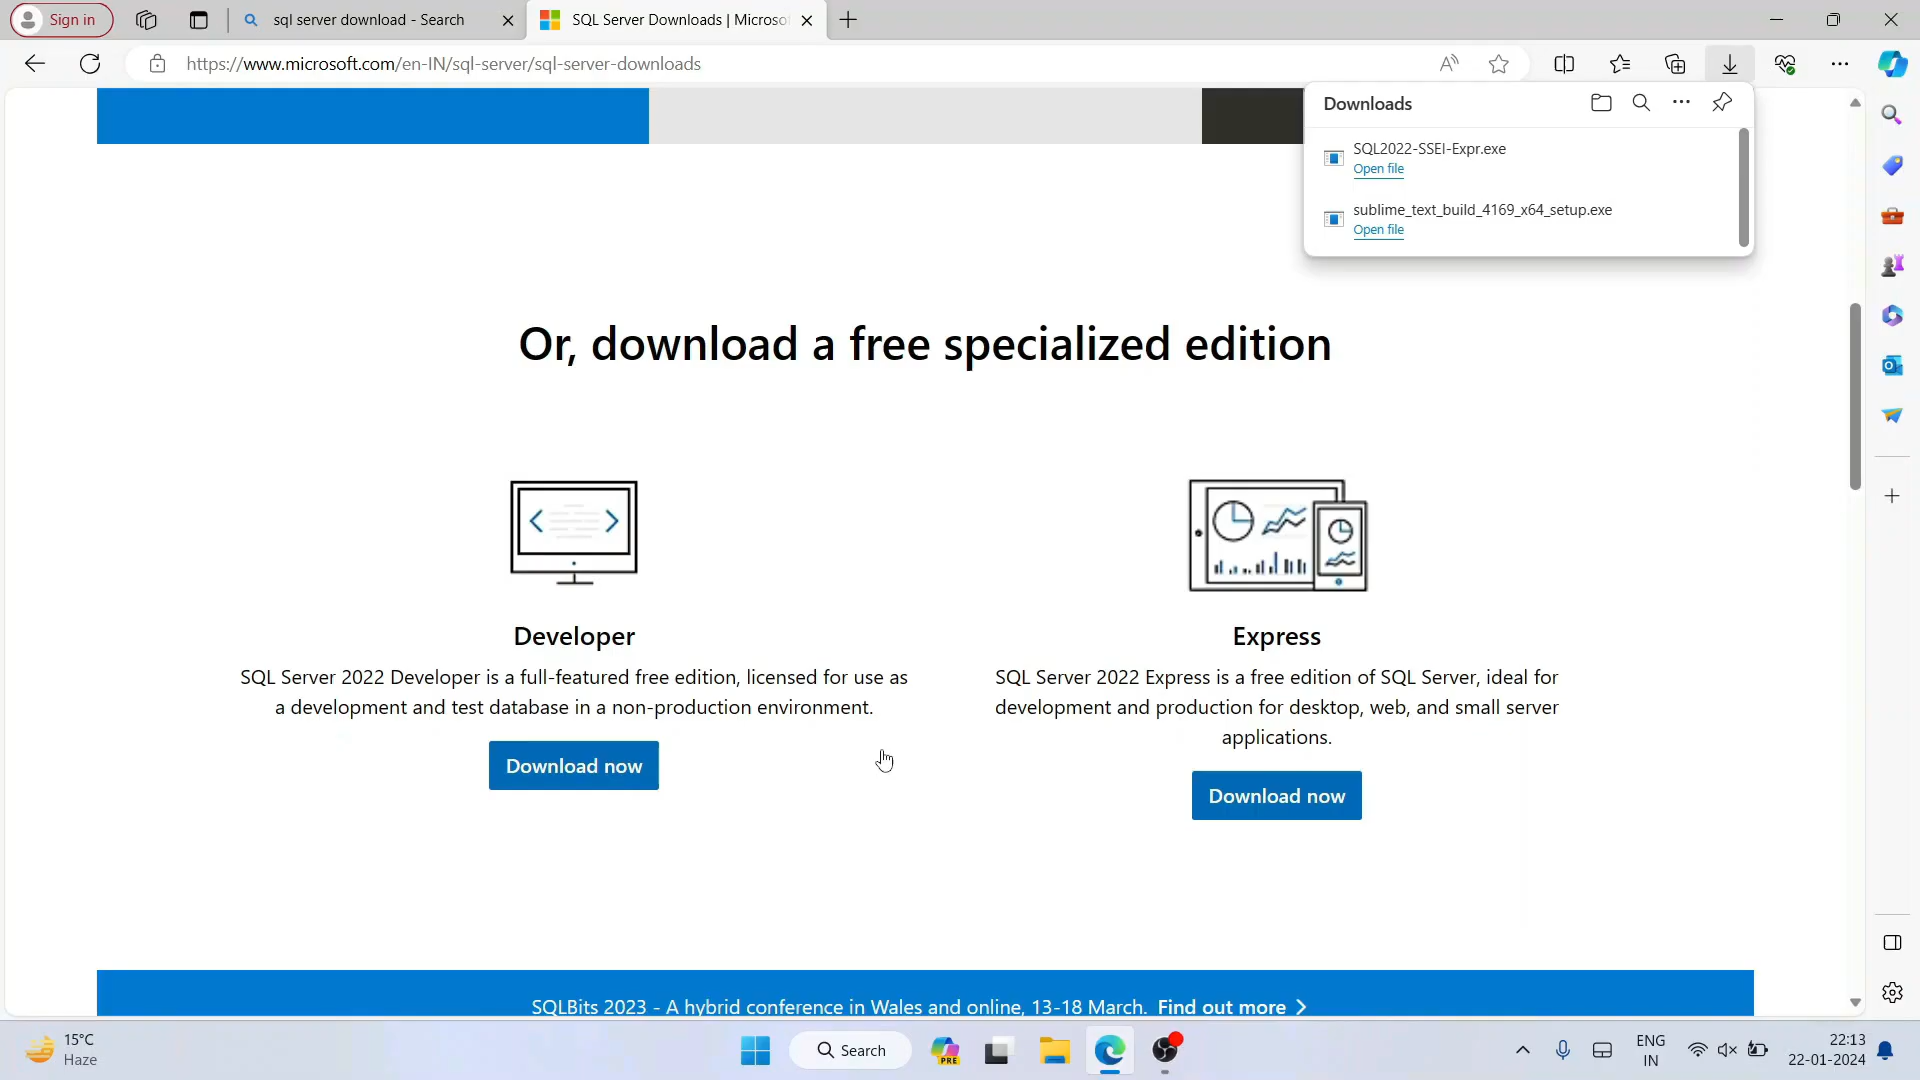 Sign in
sql server download - Search
SQL Server Downloads | Microso
https://www.microsoft.com/en-IN/sql-server/sql-server-downloads
Downloads
SQL2022-SSEI-Expr.exe
Open file
sublime_text_build_4169_x64_setup.exe
Open file
Or, download a free specialized edition
Developer
SQL Server 2022 Developer is a full-featured free edition, licensed for use as
a development and test database in a non-production environment.
Download now
Express
SQL Server 2022 Express is a free edition of SQL Server, ideal for
development and production for desktop, web, and small server
applications.
Download now
SQLBits 2023 - A hybrid conference in Wales and online, 13-18 March. Find out more
15°C
Haze
Search
PRE
ENG
IN
22:13
22-01-2024